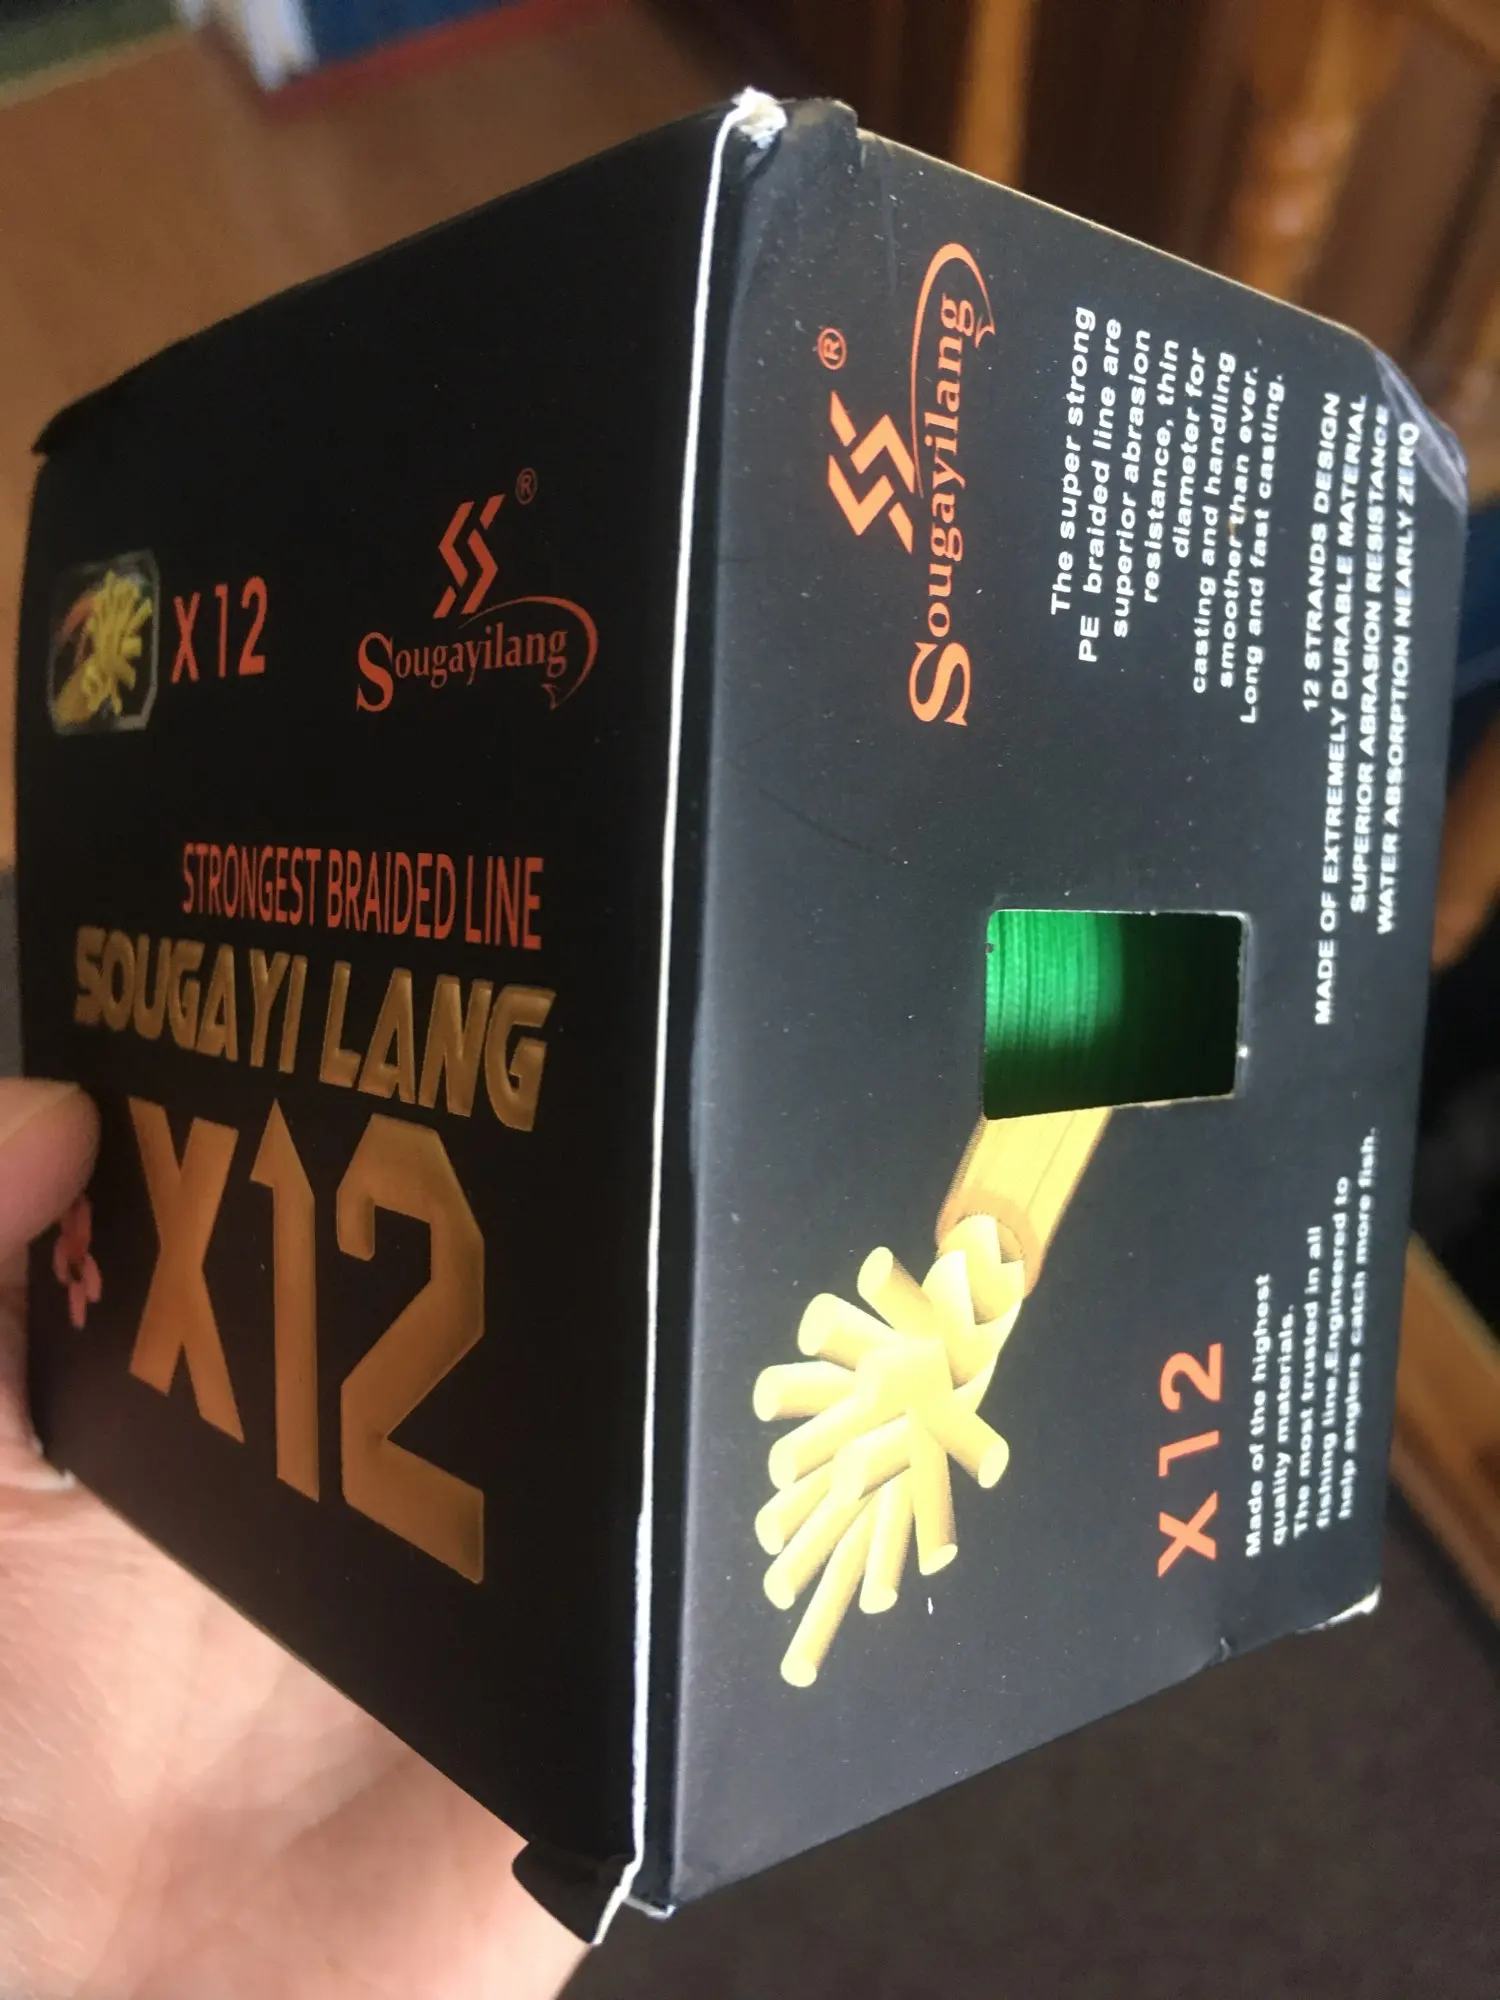 X12
®
Sougayilang
STRONGEST BRAIDED LINE
SOUGAYI LANG
X12
®
Sougayilang
The super strong
PE braided line are
superior abrasion
resistance, thin
diameter for
casting and handling
smoother than ever.
Long and fast casting.
12 STRANDS DESIGN
MADE OF EXTREMELY DURABLE MATERIAL
SUPERIOR ABRASION RESISTANCE
WATER ABSORPTION NEARLY ZERO
X12
Made of the highest
quality materials.
The most trusted in all
fishing line,Engineered to
help anglers catch more fish.